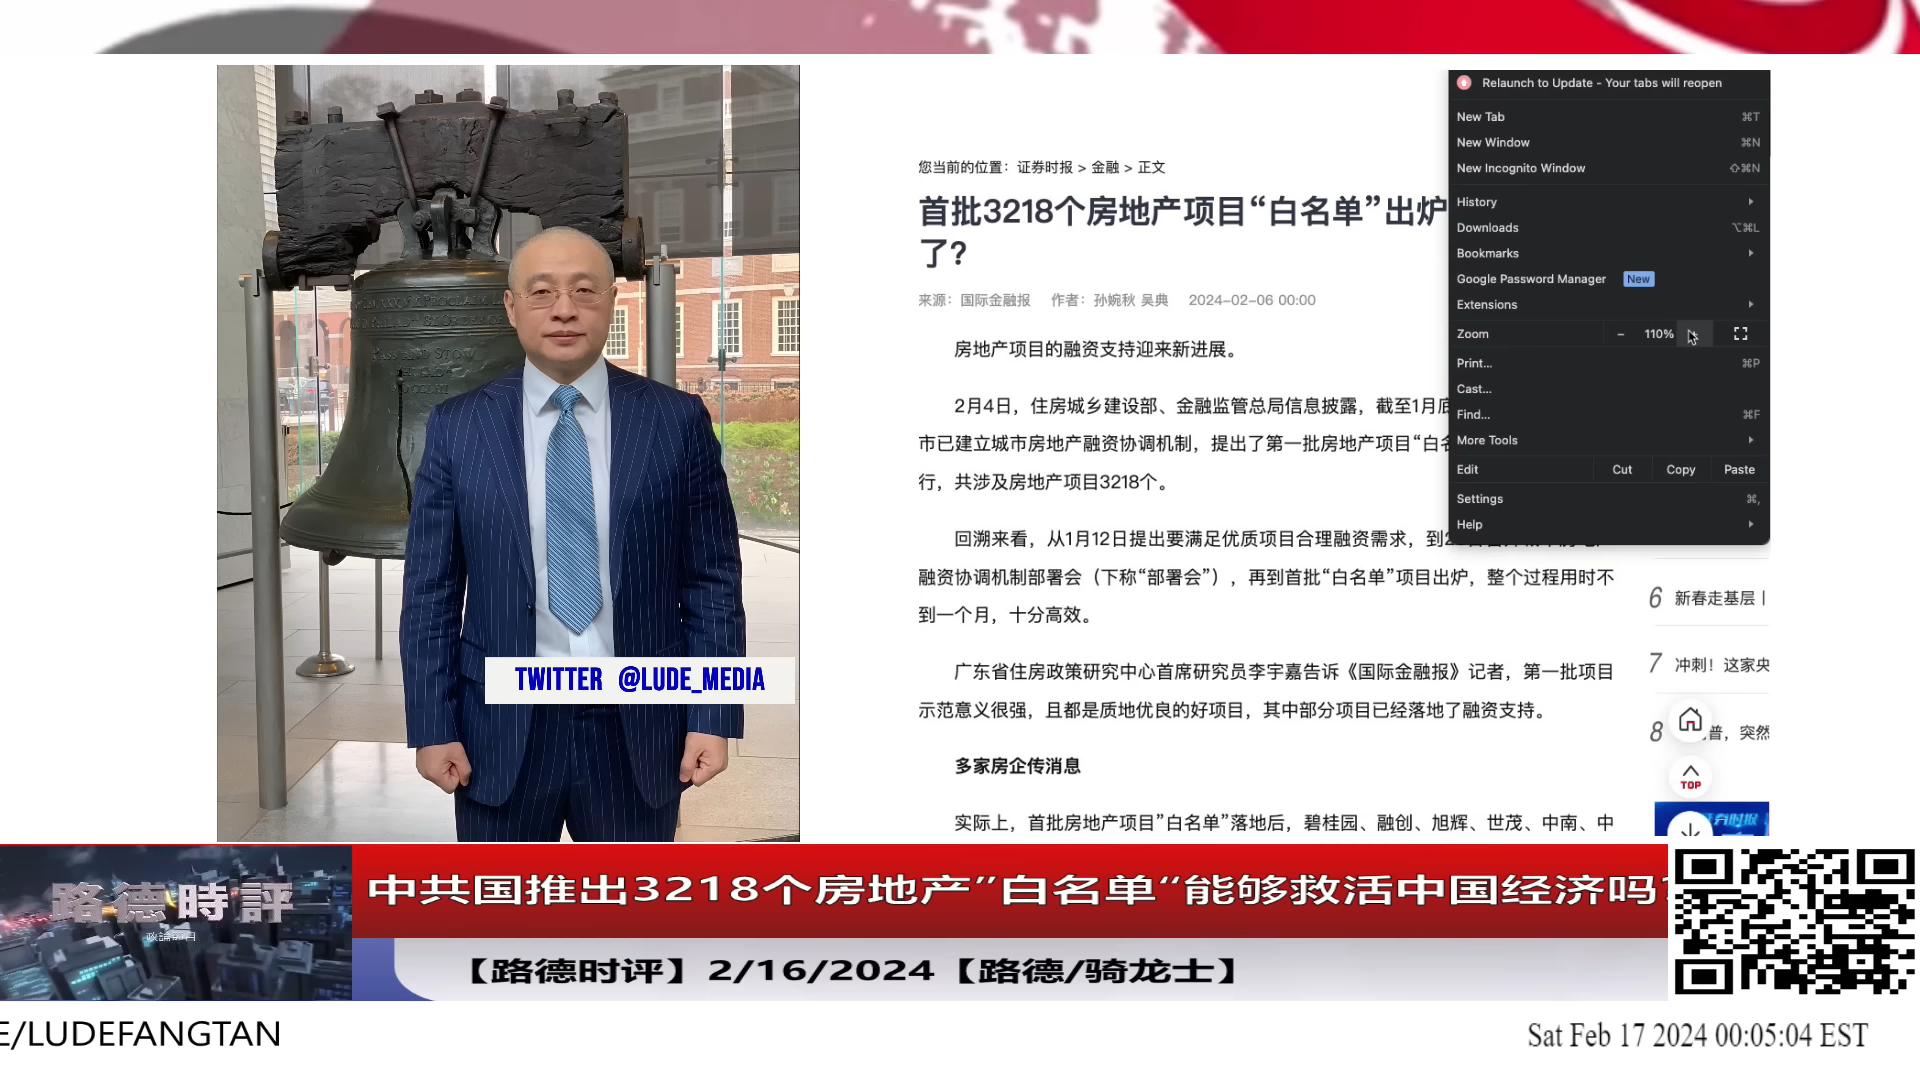 PASS AND STOW
TWITTER @LUDE_MEDIA
您当前的位置：证券时报 > 金融 > 正文
首批3218个房地产项目“白名单”出炉
了？
来源：国际金融报 作者：孙婉秋 吴典 2024-02-06 00:00
房地产项目的融资支持迎来新进展。
2月4日，住房城乡建设部、金融监管总局信息披露，截至1月底
市已建立城市房地产融资协调机制，提出了第一批房地产项目“白名
行，共涉及房地产项目3218个。
回溯来看，从1月12日提出要满足优质项目合理融资需求，到2
融资协调机制部署会（下称“部署会”），再到首批“白名单”项目出炉，整个过程用时不
到一个月，十分高效。
广东省住房政策研究中心首席研究员李宇嘉告诉《国际金融报》记者，第一批项目
示范意义很强，且都是质地优良的好项目，其中部分项目已经落地了融资支持。
多家房企传消息
实际上，首批房地产项目”白名单”落地后，碧桂园、融创、旭辉、世茂、中南、中
Relaunch to Update - Your tabs will reopen
New Tab ⌘T
New Window ⌘N
New Incognito Window ⇧⌘N
History
Downloads ⌥⌘L
Bookmarks
Google Password Manager New
Extensions
Zoom – 110%
Print... ⌘P
Cast...
Find... ⌘F
More Tools
Edit Cut Copy Paste
Settings ⌘,
Help
6 新春走基层丨
7 冲刺！这家央
8 普，突然
TOP
路德時評
中共国推出3218个房地产”白名单“能够救活中国经济吗?
【路德时评】2/16/2024【路德/骑龙士】
E/LUDEFANGTAN
Sat Feb 17 2024 00:05:04 EST